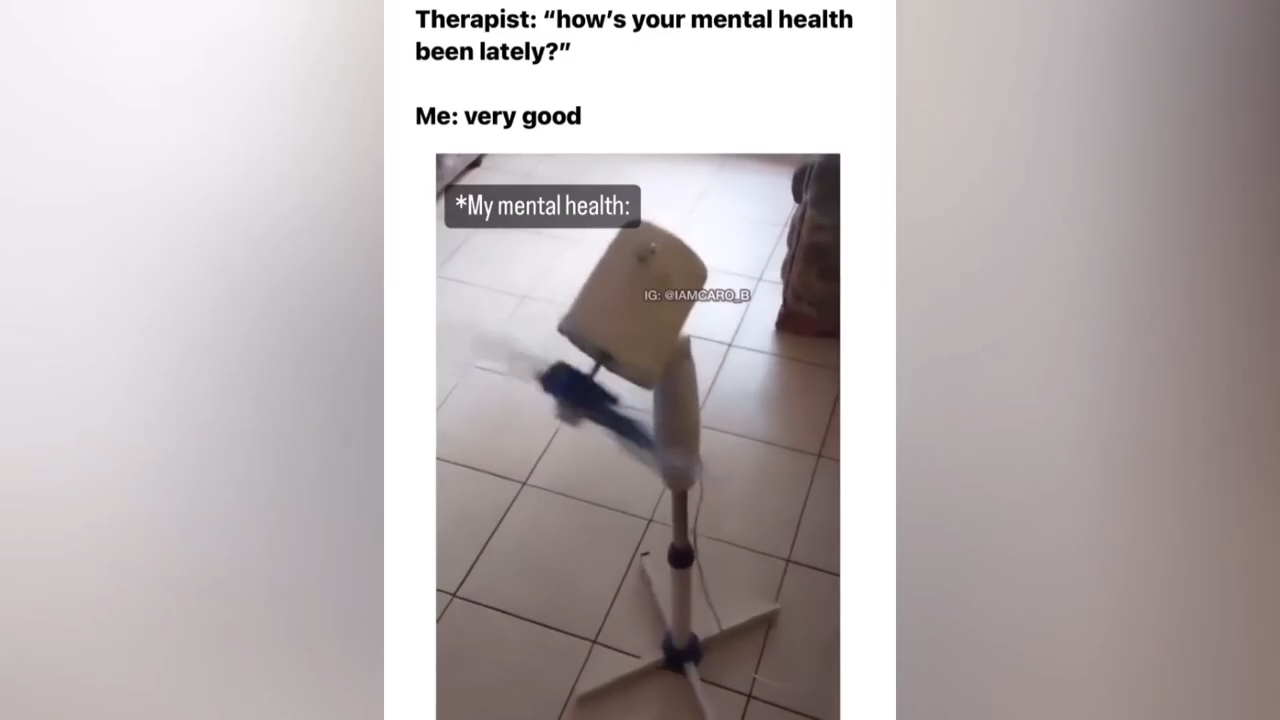 Therapist: “how’s your mental health
been lately?”
Me: very good
*My mental health:
IG: @IAMCARO_B